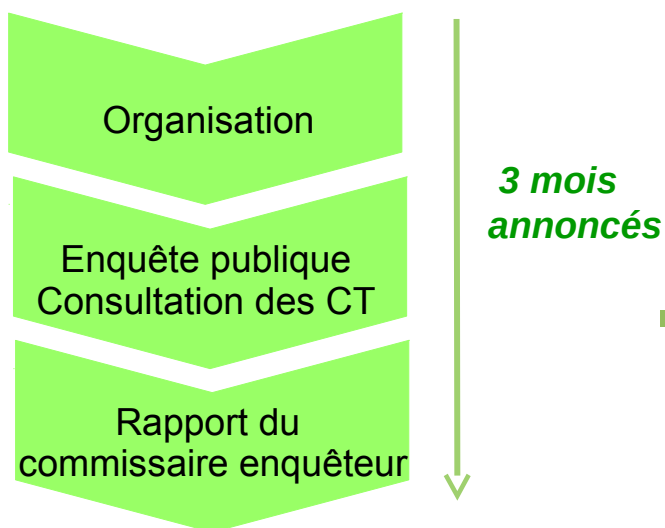 Organisation
3 mois
annoncés
Enquête publique
Consultation des CT
Rapport du
commissaire enquêteur